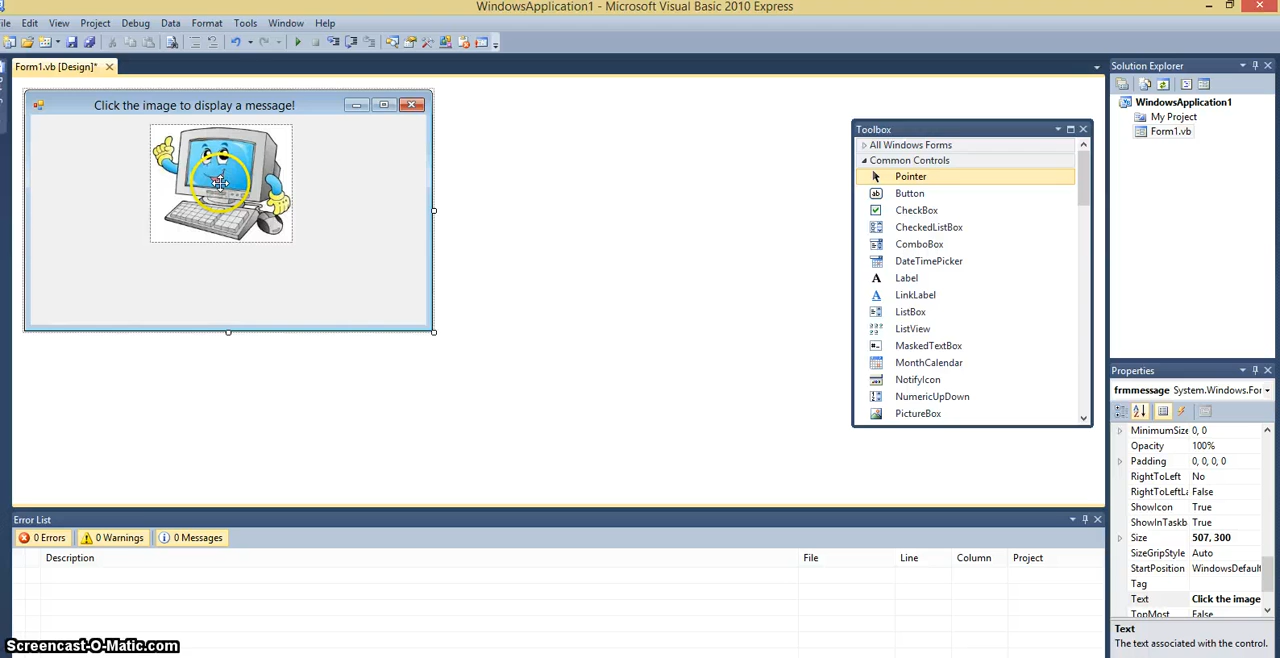 WindowsApplication1 - Microsoft Visual Basic 2010 Express
File Edit View Project Debug Data Format Tools Window Help
Form1.vb [Design]*
Click the image to display a message!
Toolbox
All Windows Forms
Common Controls
Pointer
ab Button
CheckBox
CheckedListBox
ComboBox
DateTimePicker
A Label
A LinkLabel
ListBox
ListView
MaskedTextBox
MonthCalendar
NotifyIcon
NumericUpDown
PictureBox
Solution Explorer
WindowsApplication1
My Project
Form1.vb
Properties
frmmessage System.Windows.For
MinimumSize 0, 0
Opacity 100%
Padding 0, 0, 0, 0
RightToLeft No
RightToLeftLa False
ShowIcon True
ShowInTaskb True
Size 507, 300
SizeGripStyle Auto
StartPosition WindowsDefault
Tag
Text Click the image
TopMost False
Text
The text associated with the control.
Error List
0 Errors 0 Warnings 0 Messages
Description File Line Column Project
Screencast-O-Matic.com